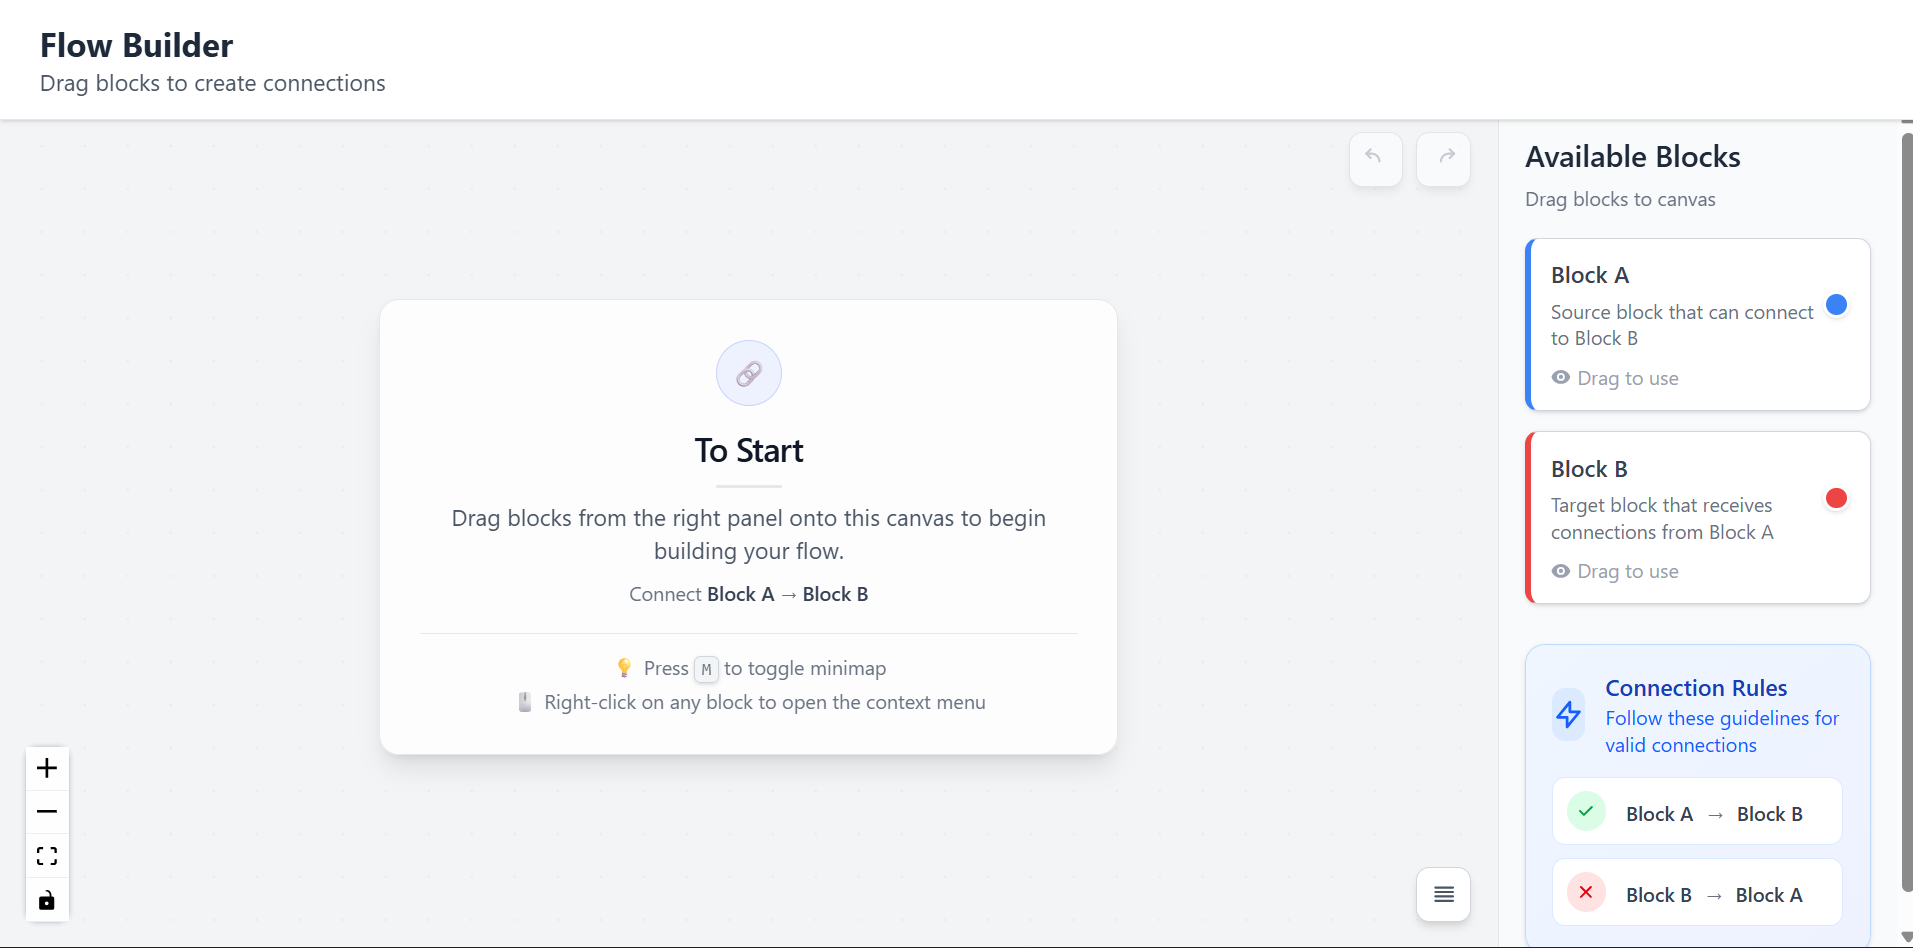 Flow Builder
Drag blocks to create connections
To Start
Drag blocks from the right panel onto this canvas to begin
building your flow.
Connect Block A → Block B
Press M to toggle minimap
Right-click on any block to open the context menu
Available Blocks
Drag blocks to canvas
Block A
Source block that can connect
to Block B
Drag to use
Block B
Target block that receives
connections from Block A
Drag to use
Connection Rules
Follow these guidelines for
valid connections
Block A → Block B
Block B → Block A